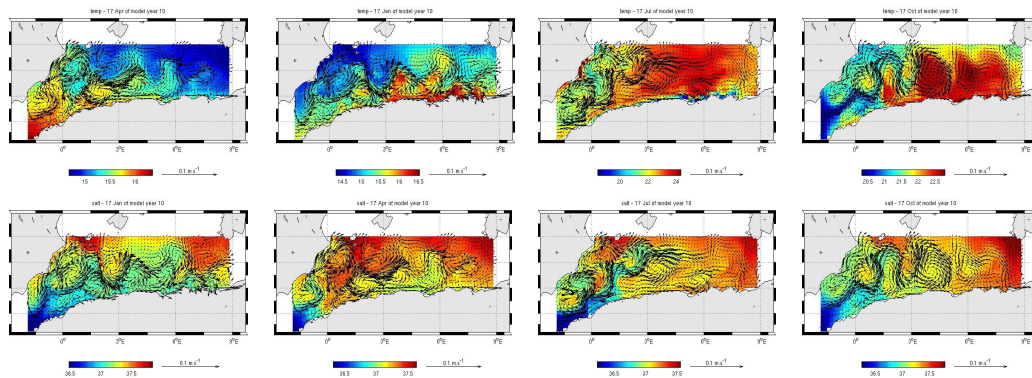 temp - 17 Apr of model year 10
temp - 17 Jan of model year 10
temp - 17 Jul of model year 10
temp - 17 Oct of model year 10
0°
3°E
6°E
9°E
0°
3°E
6°E
9°E
0°
3°E
6°E
9°E
0°
3°E
6°E
9°E
0.1 m.s⁻¹
0.1 m.s⁻¹
0.1 m.s⁻¹
0.1 m.s⁻¹
15 15.5 16
14.5 15 15.5 16 16.5
20 22 24
20.5 21 21.5 22 22.5
salt - 17 Jan of model year 10
salt - 17 Apr of model year 10
salt - 17 Jul of model year 10
salt - 17 Oct of model year 10
0°
3°E
6°E
9°E
0°
3°E
6°E
9°E
0°
3°E
6°E
9°E
0°
3°E
6°E
9°E
0.1 m.s⁻¹
0.1 m.s⁻¹
0.1 m.s⁻¹
0.1 m.s⁻¹
36.5 37 37.5
36.5 37 37.5
36.5 37 37.5
36.5 37 37.5